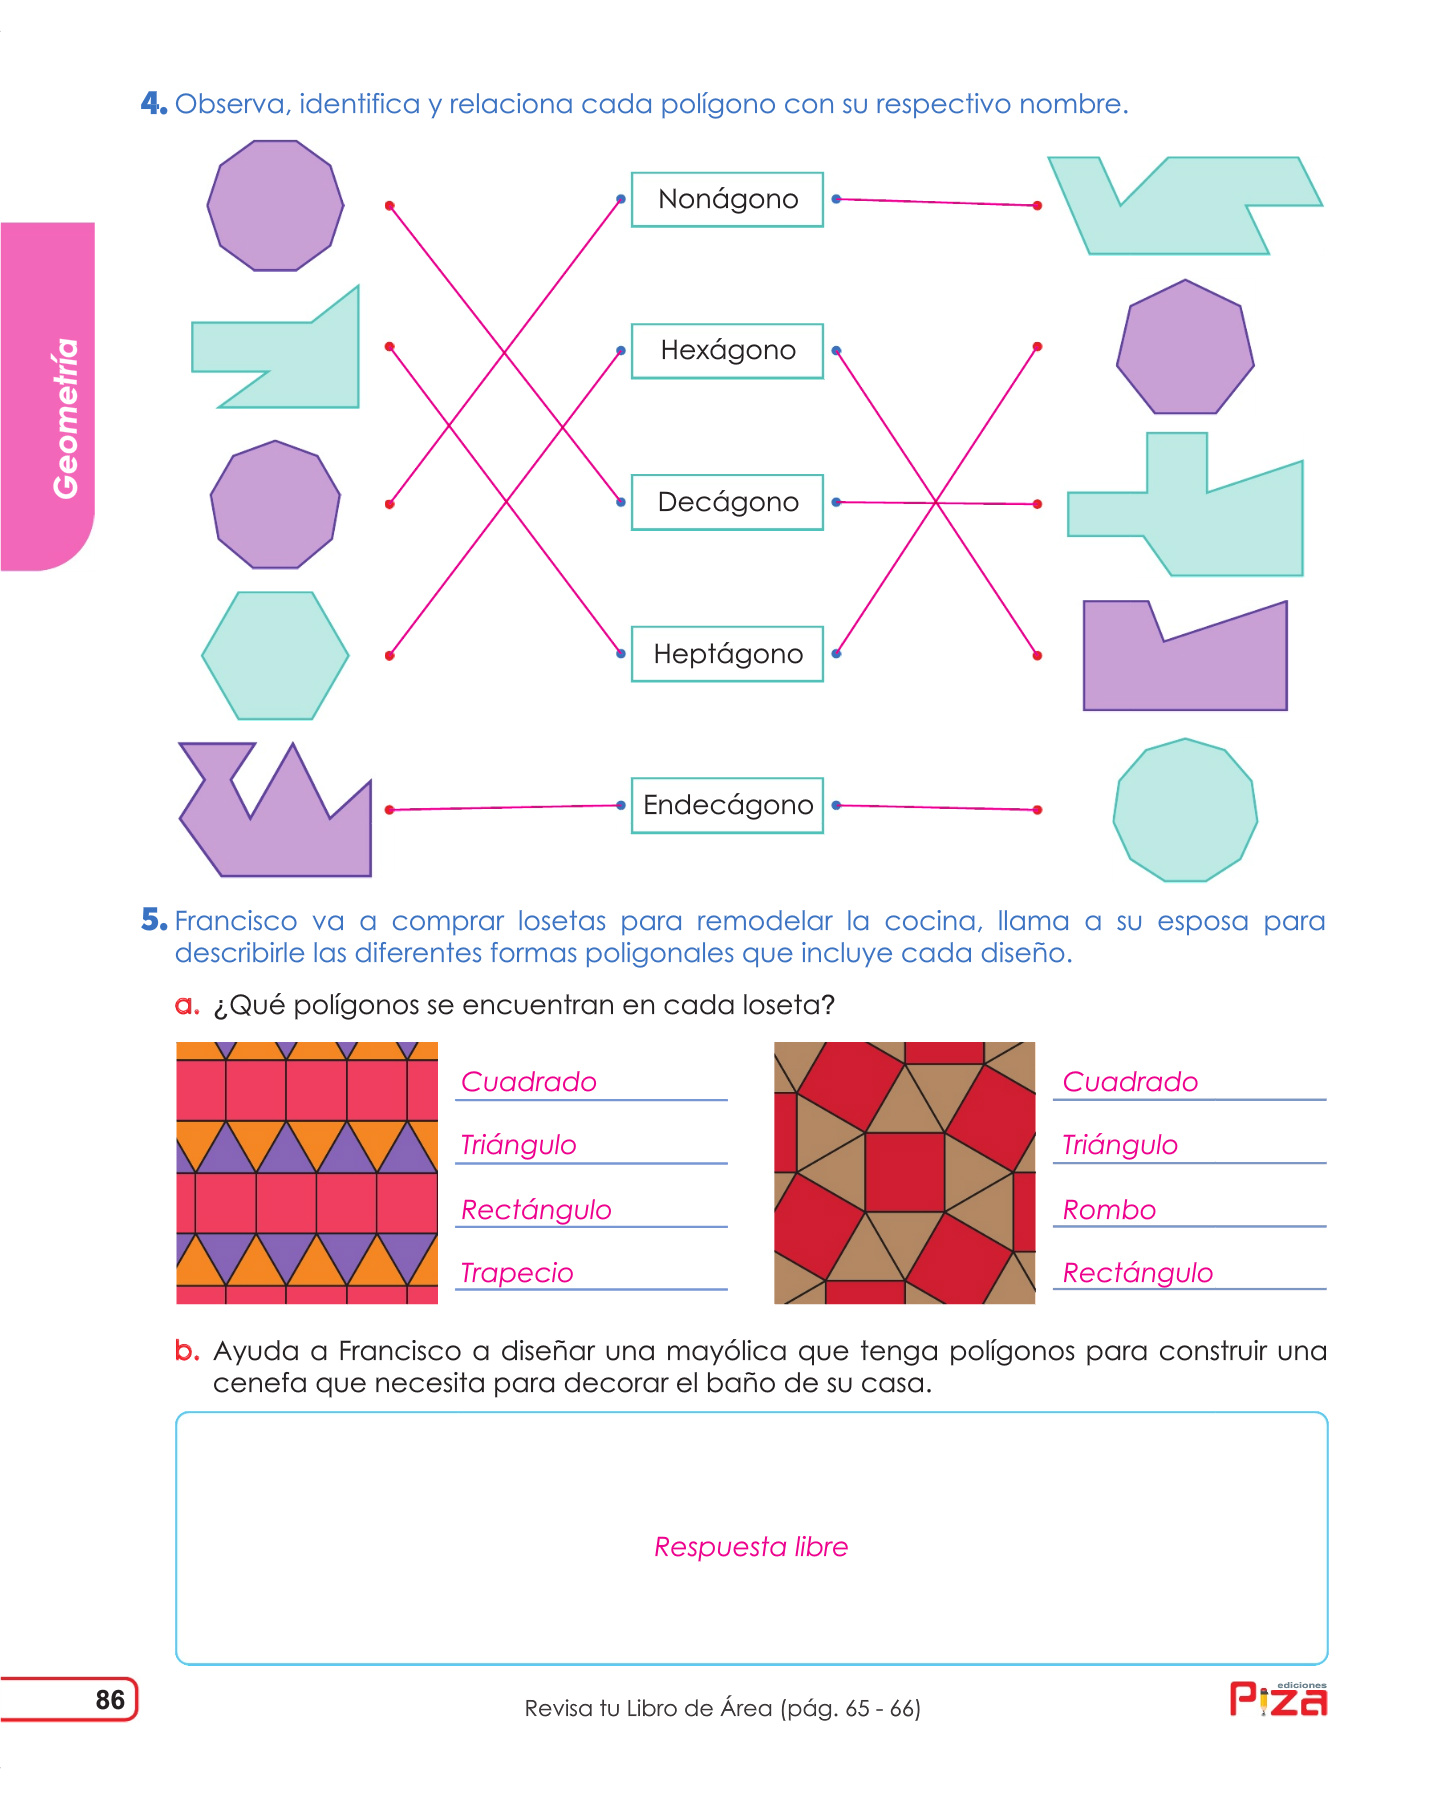 4. Observa, identifica y relaciona cada polígono con su respectivo nombre.
Nonágono
Geometría
Hexágono
Decágono
Heptágono
Endecágono
5. Francisco va a comprar losetas para remodelar la cocina, llama a su esposa para
describirle las diferentes formas poligonales que incluye cada diseño.
a. ¿Qué polígonos se encuentran en cada loseta?
Cuadrado
Triángulo
Rectángulo
Trapecio
Cuadrado
Triángulo
Rombo
Rectángulo
b. Ayuda a Francisco a diseñar una mayólica que tenga polígonos para construir una
cenefa que necesita para decorar el baño de su casa.
Respuesta libre
86
Revisa tu Libro de Área (pág. 65 - 66)
ediciones
Piza